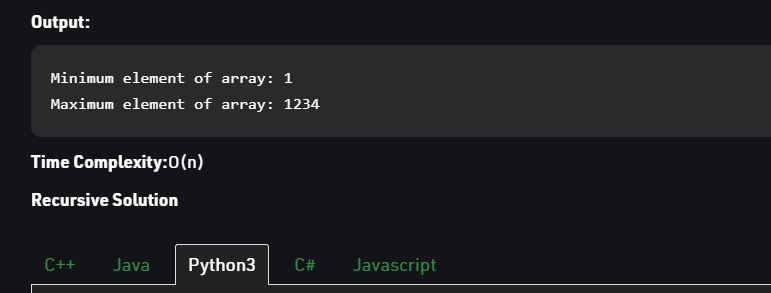 Output:
Minimum element of array: 1
Maximum element of array: 1234
Time Complexity:O(n)
Recursive Solution
C++ Java Python3 C# Javascript